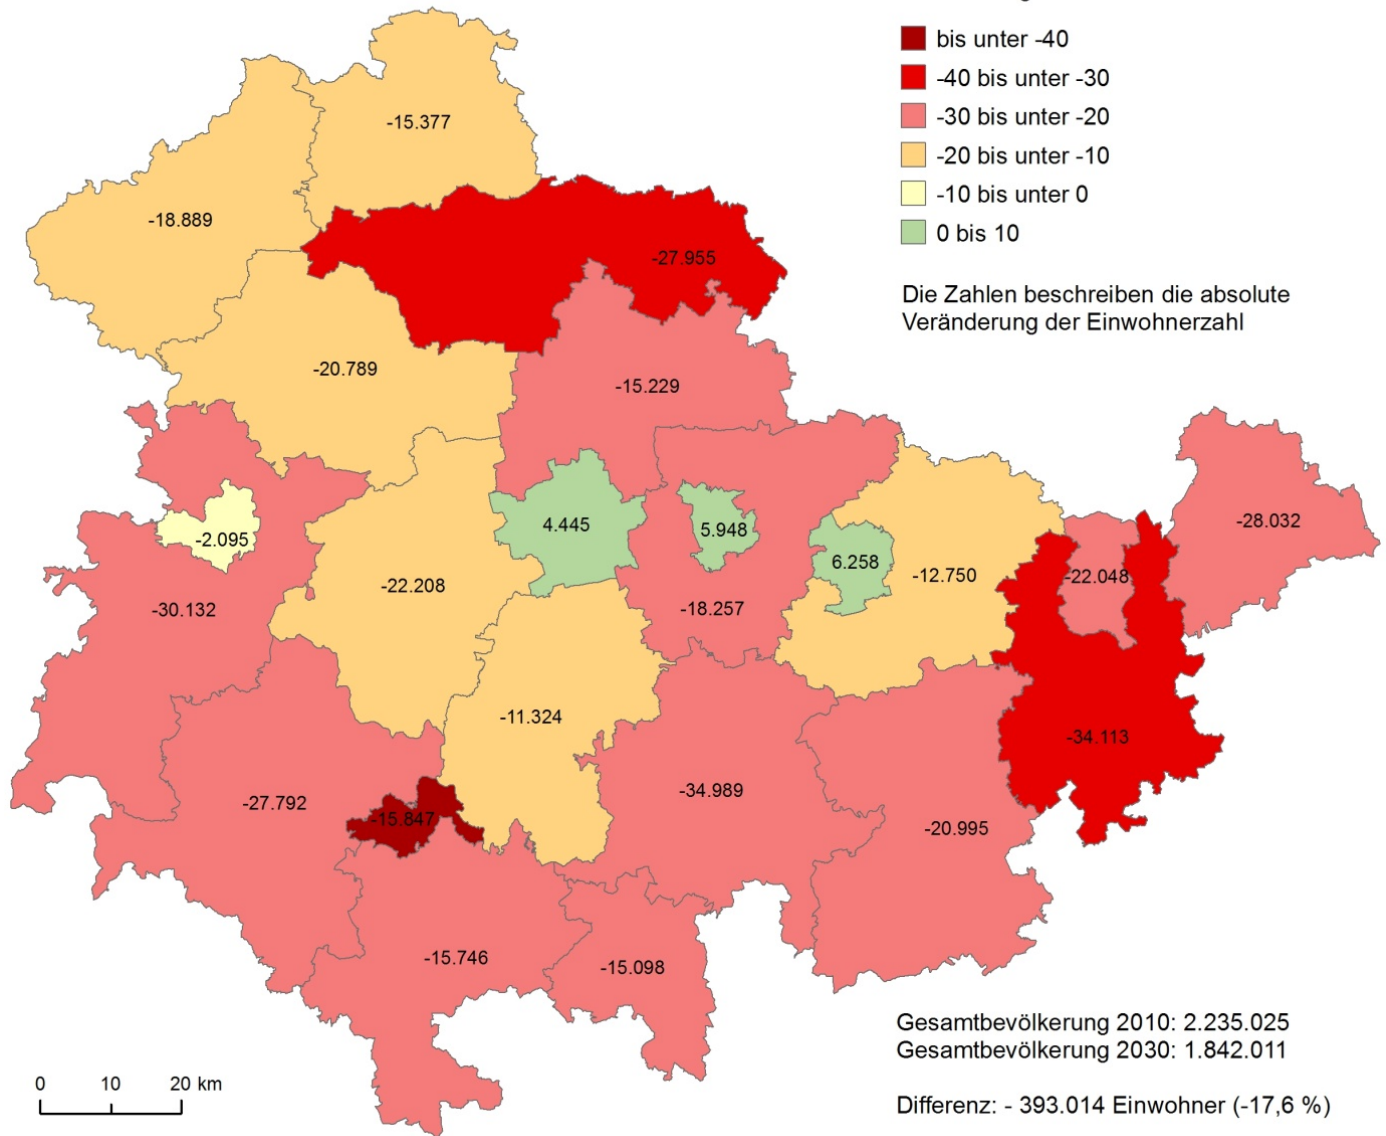 bis unter -40
-40 bis unter -30
-30 bis unter -20
-20 bis unter -10
-10 bis unter 0
0 bis 10
Die Zahlen beschreiben die absolute
Veränderung der Einwohnerzahl
-15.377
-18.889
-27.955
-20.789
-15.229
-28.032
4.445
5.948
-2.095
6.258
-12.750
-22.048
-22.208
-30.132
-18.257
-11.324
-34.113
-34.989
-27.792
-15.847
-20.995
-15.746
-15.098
Gesamtbevölkerung 2010: 2.235.025
Gesamtbevölkerung 2030: 1.842.011
0 10 20 km
Differenz: - 393.014 Einwohner (-17,6 %)